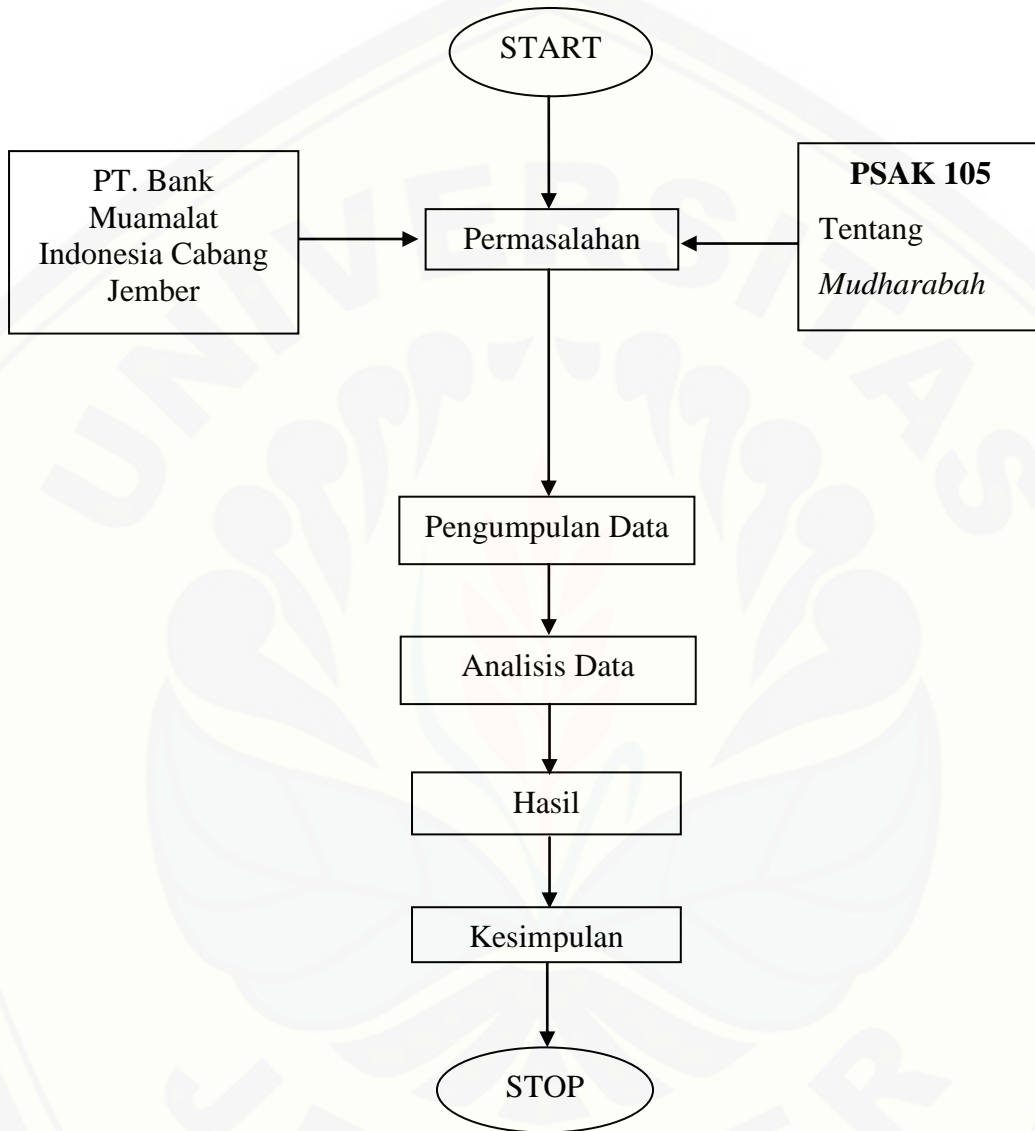 START
PT. Bank
Muamalat
Indonesia Cabang
Jember
Permasalahan
PSAK 105
Tentang
Mudharabah
Pengumpulan Data
Analisis Data
Hasil
Kesimpulan
STOP
UNIVERSITAS